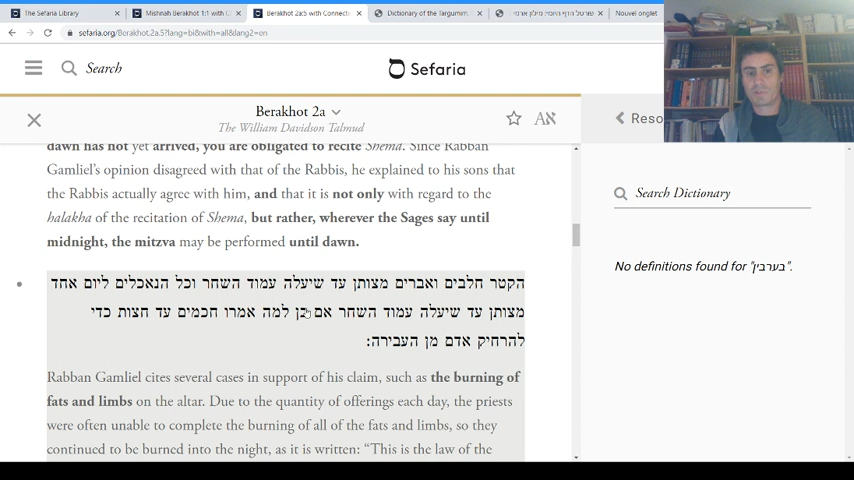 The Sefaria Library
Mishnah Berakhot 1:1 with C
Berakhot 2a:5 with Connecti
Dictionary of the Targumim,
פורטל הדף היומי: מילון ארמי
Nouvel onglet
sefaria.org/Berakhot.2a.5?lang=bi&with=all&lang2=en
Search
Sefaria
Berakhot 2a
The William Davidson Talmud
Reso
dawn has not yet arrived, you are obligated to recite Shema. Since Rabban
Gamliel's opinion disagreed with that of the Rabbis, he explained to his sons that
the Rabbis actually agree with him, and that it is not only with regard to the
halakha of the recitation of Shema, but rather, wherever the Sages say until
midnight, the mitzva may be performed until dawn.
הקטר חלבים ואברים מצותן עד שיעלה עמוד השחר וכל הנאכלים ליום אחד
מצותן עד שיעלה עמוד השחר אם כן למה אמרו חכמים עד חצות כדי
להרחיק אדם מן העבירה:
Rabban Gamliel cites several cases in support of his claim, such as the burning of
fats and limbs on the altar. Due to the quantity of offerings each day, the priests
were often unable to complete the burning of all of the fats and limbs, so they
continued to be burned into the night, as it is written: “This is the law of the
Search Dictionary
No definitions found for "בערבין".